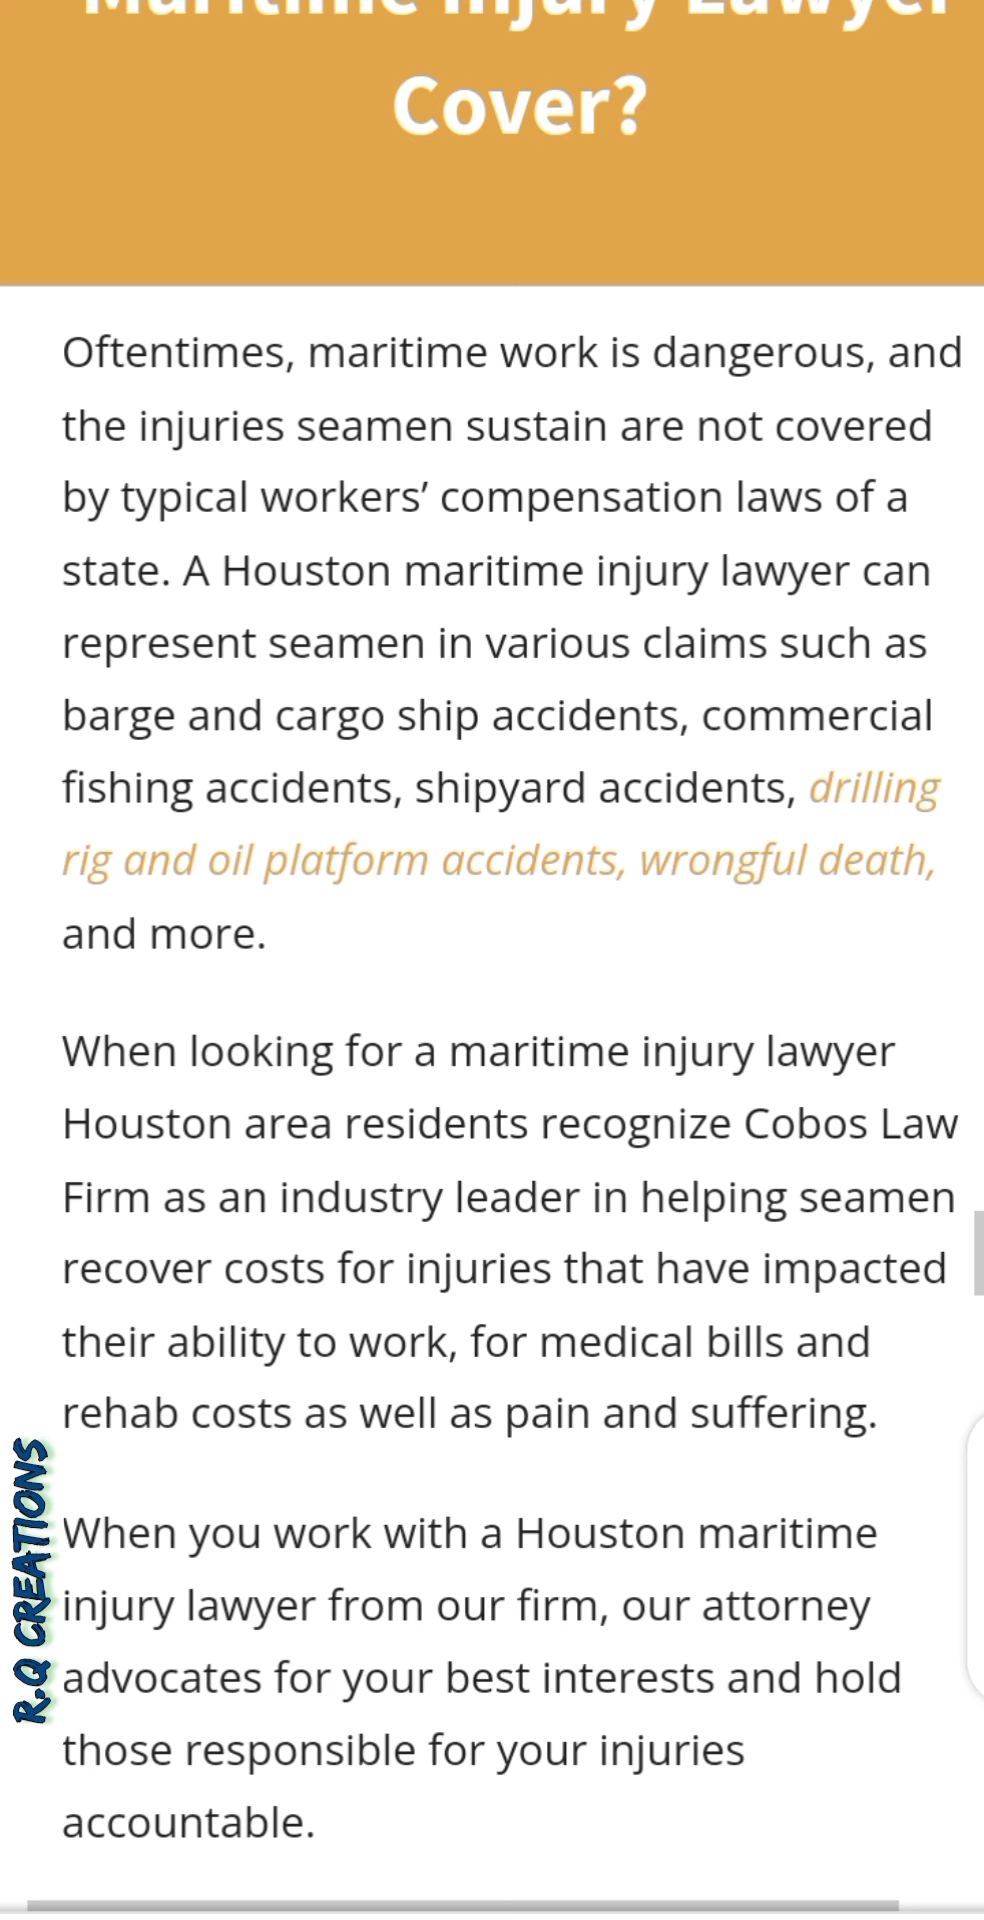 Maritime Injury Lawyer
Cover?
Oftentimes, maritime work is dangerous, and
the injuries seamen sustain are not covered
by typical workers’ compensation laws of a
state. A Houston maritime injury lawyer can
represent seamen in various claims such as
barge and cargo ship accidents, commercial
fishing accidents, shipyard accidents, drilling
rig and oil platform accidents, wrongful death,
and more.
When looking for a maritime injury lawyer
Houston area residents recognize Cobos Law
Firm as an industry leader in helping seamen
recover costs for injuries that have impacted
their ability to work, for medical bills and
rehab costs as well as pain and suffering.
When you work with a Houston maritime
injury lawyer from our firm, our attorney
advocates for your best interests and hold
those responsible for your injuries
accountable.
R.Q CREATIONS